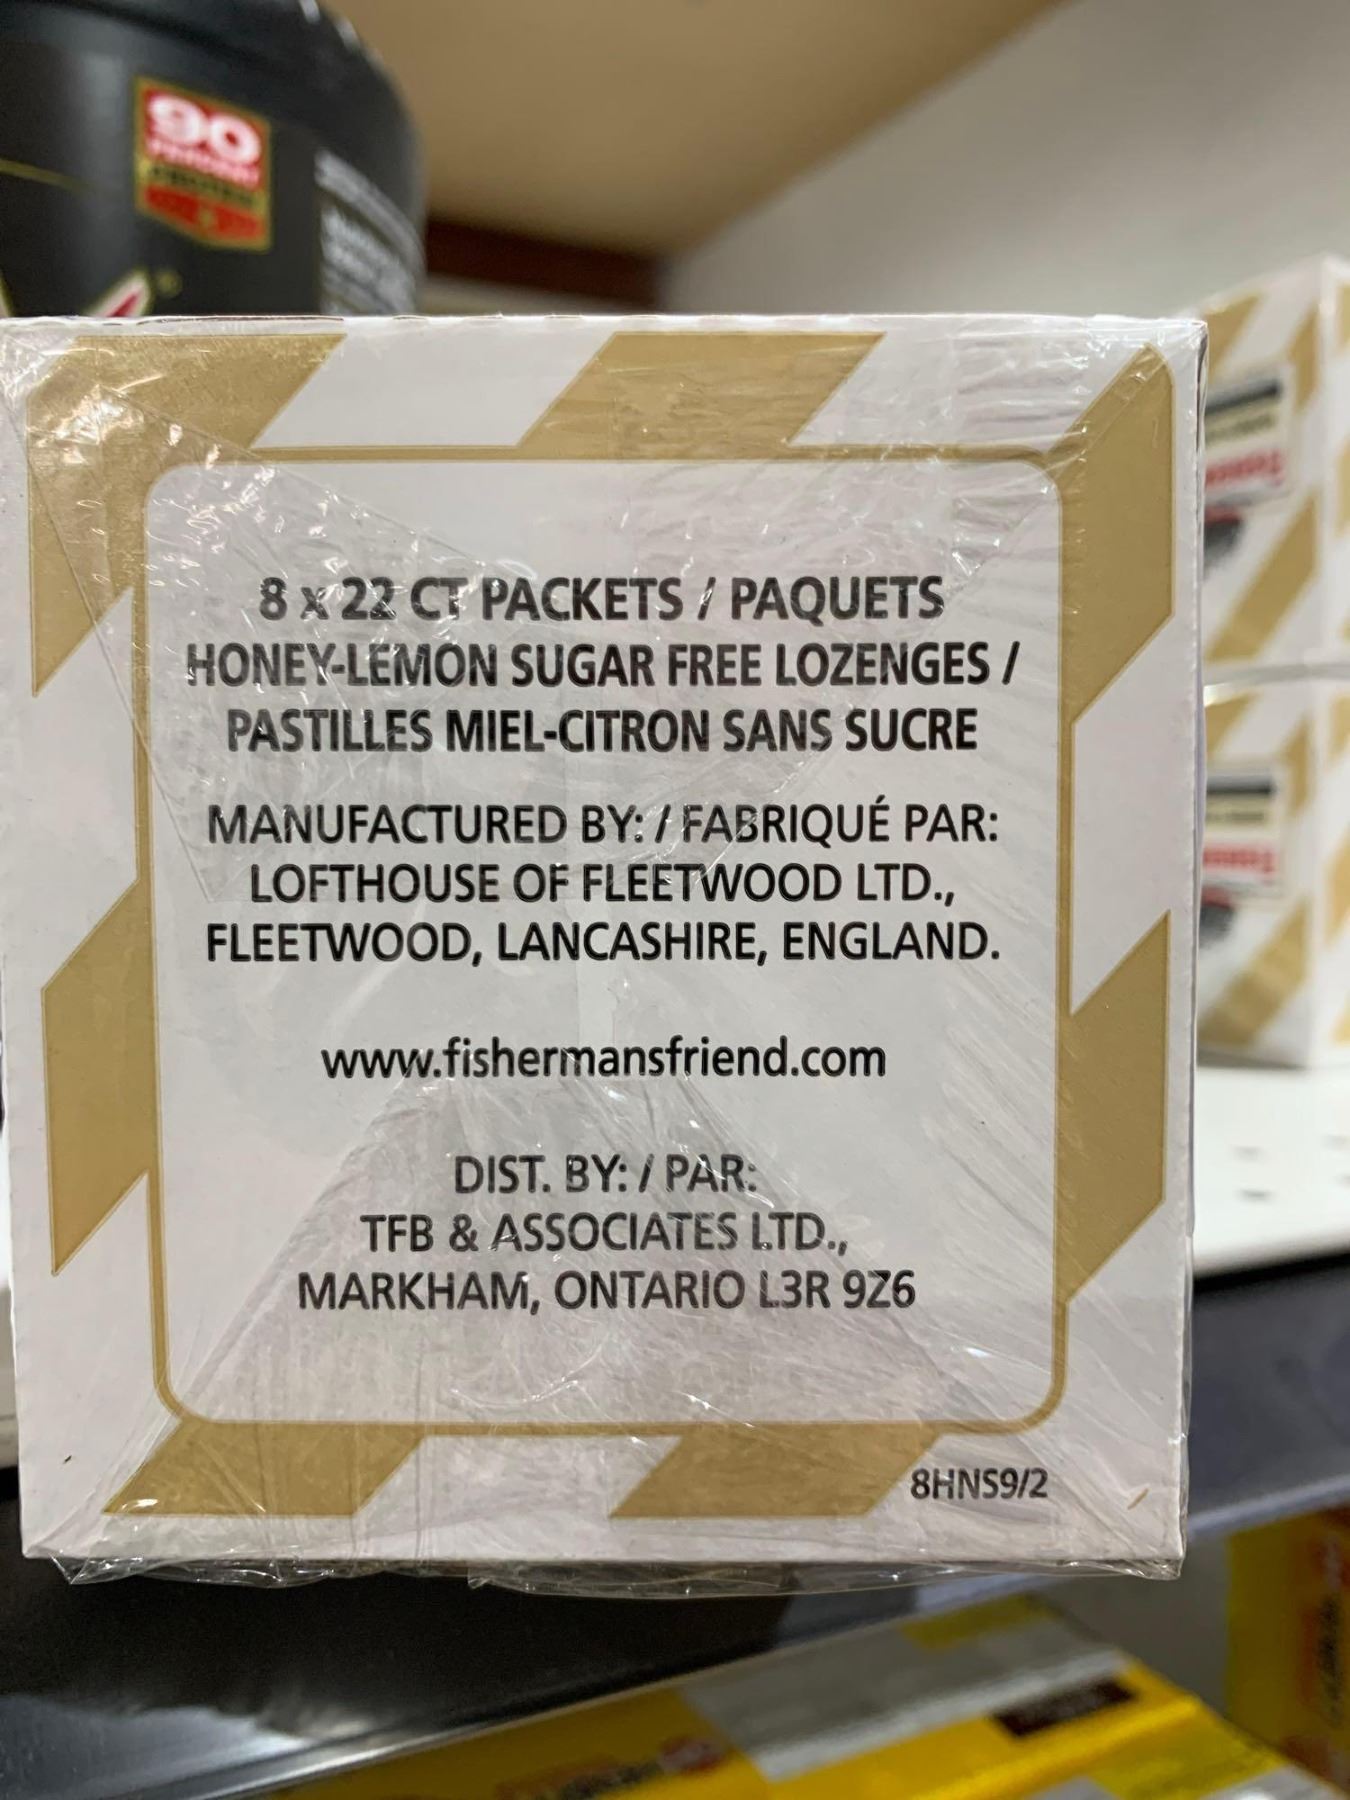 90
8 x 22 CT PACKETS / PAQUETS
HONEY-LEMON SUGAR FREE LOZENGES /
PASTILLES MIEL-CITRON SANS SUCRE
MANUFACTURED BY: / FABRIQUÉ PAR:
LOFTHOUSE OF FLEETWOOD LTD.,
FLEETWOOD, LANCASHIRE, ENGLAND.
www.fishermansfriend.com
DIST. BY: / PAR:
TFB & ASSOCIATES LTD.,
MARKHAM, ONTARIO L3R 9Z6
8HNS9/2